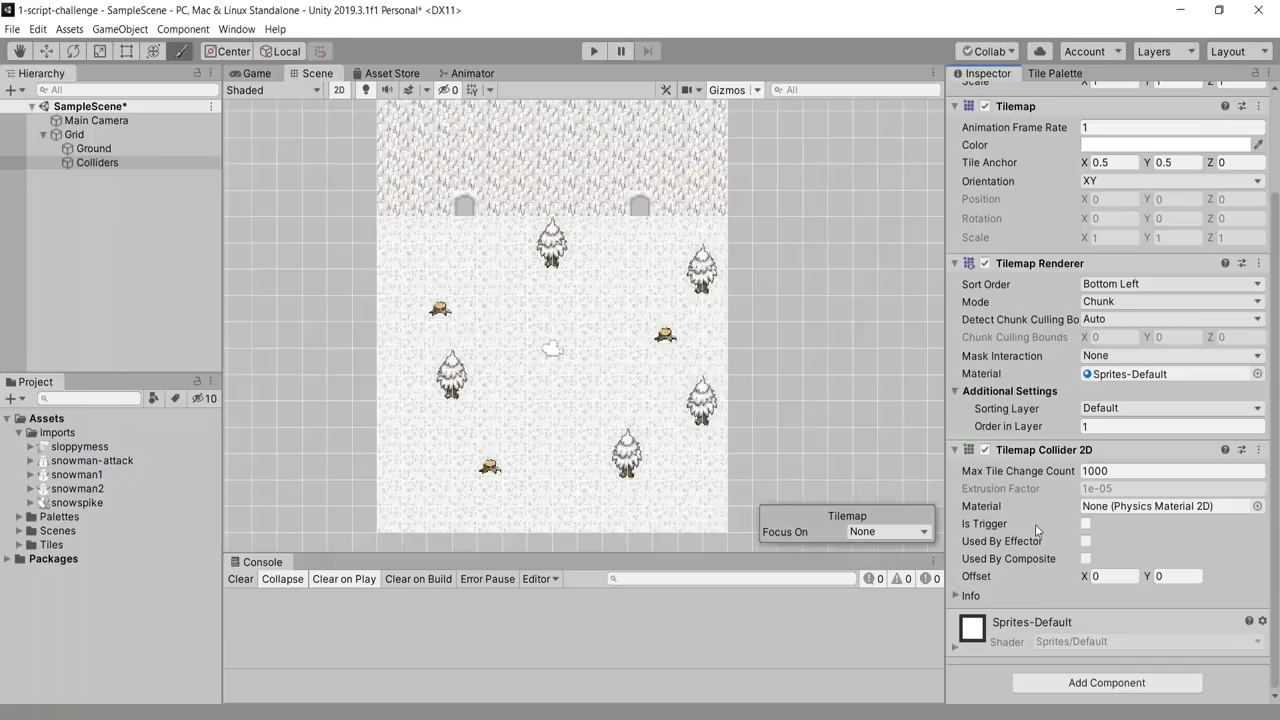 1-script-challenge - SampleScene - PC, Mac & Linux Standalone - Unity 2019.3.1f1 Personal* <DX11>
File Edit Assets GameObject Component Window Help
Center Local Collab Account Layers Layout
Hierarchy
All
SampleScene*
Main Camera
Grid
Ground
Colliders
Project
10
Assets
Imports
sloppymess
snowman-attack
snowman1
snowman2
snowspike
Palettes
Scenes
Tiles
Packages
Game Scene Asset Store Animator
Shaded 2D 0 Gizmos All
Tilemap
Focus On None
Console
Clear Collapse Clear on Play Clear on Build Error Pause Editor 0 0 0
Inspector Tile Palette
Scale X 1 Y 1 Z 1
Tilemap
Animation Frame Rate 1
Color
Tile Anchor X 0.5 Y 0.5 Z 0
Orientation XY
Position X 0 Y 0 Z 0
Rotation X 0 Y 0 Z 0
Scale X 1 Y 1 Z 1
Tilemap Renderer
Sort Order Bottom Left
Mode Chunk
Detect Chunk Culling Bo Auto
Chunk Culling Bounds X 0 Y 0 Z 0
Mask Interaction None
Material Sprites-Default
Additional Settings
Sorting Layer Default
Order in Layer 1
Tilemap Collider 2D
Max Tile Change Count 1000
Extrusion Factor 1e-05
Material None (Physics Material 2D)
Is Trigger
Used By Effector
Used By Composite
Offset X 0 Y 0
Info
Sprites-Default
Shader Sprites/Default
Add Component